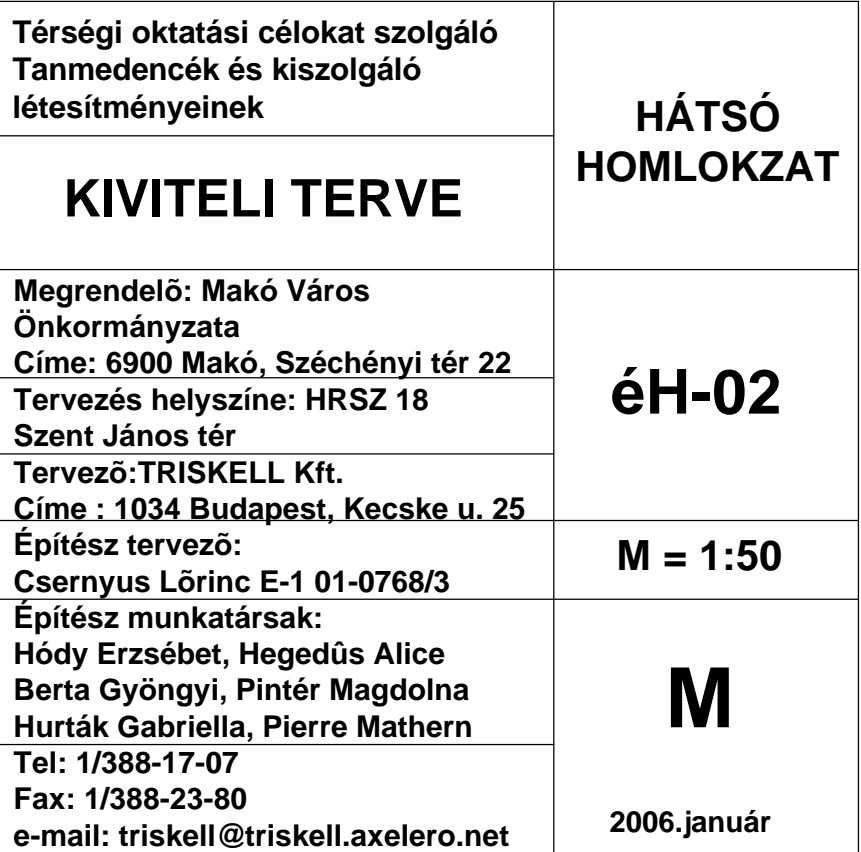 Térségi oktatási célokat szolgáló
Tanmedencék és kiszolgáló
létesítményeinek
KIVITELI TERVE
HÁTSÓ
HOMLOKZAT
Megrendelõ: Makó Város
Önkormányzata
Címe: 6900 Makó, Széchényi tér 22
Tervezés helyszíne: HRSZ 18
Szent János tér
Tervezõ:TRISKELL Kft.
Címe : 1034 Budapest, Kecske u. 25
éH-02
Építész tervezõ:
Csernyus Lõrinc E-1 01-0768/3
M = 1:50
Építész munkatársak:
Hódy Erzsébet, Hegedûs Alice
Berta Gyöngyi, Pintér Magdolna
Hurták Gabriella, Pierre Mathern
Tel: 1/388-17-07
Fax: 1/388-23-80
e-mail: triskell@triskell.axelero.net
M
2006.január